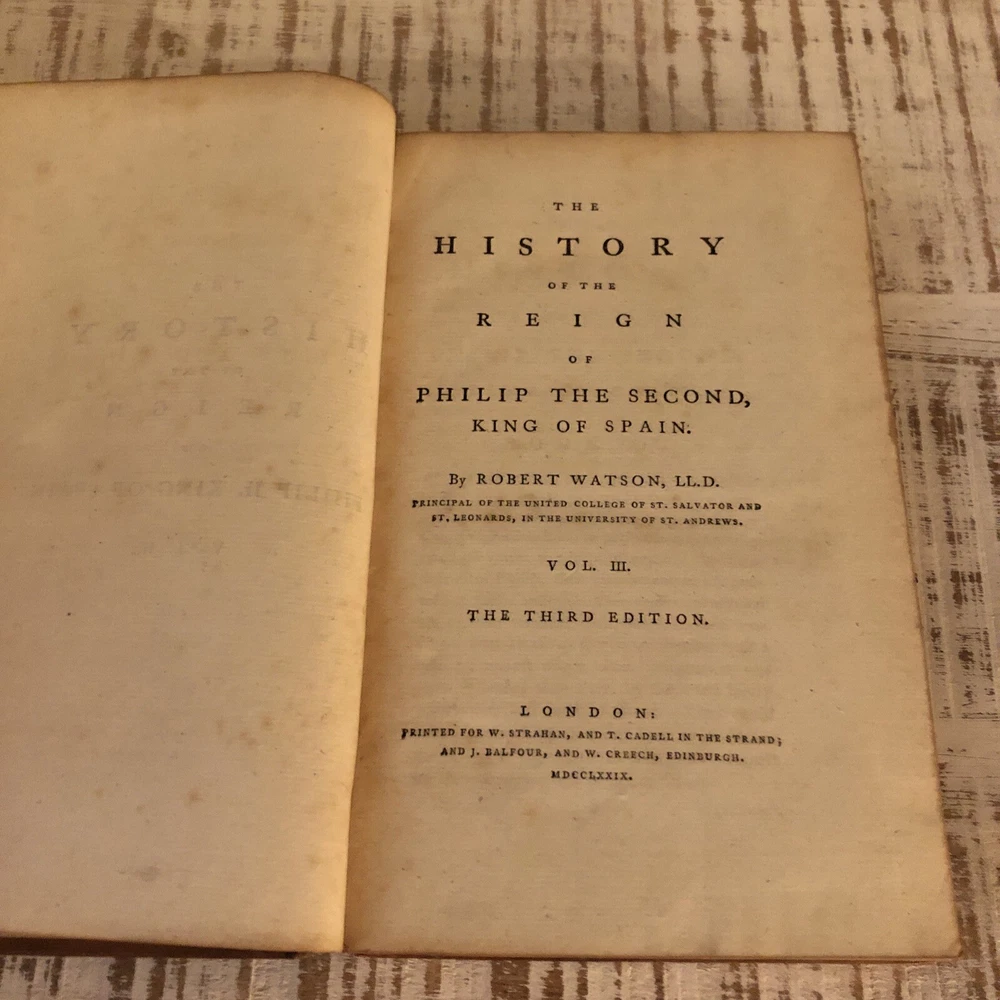 THE
HISTORY
OF THE
REIGN
OF
PHILIP THE SECOND,
KING OF SPAIN.
By ROBERT WATSON, LL.D.
PRINCIPAL OF THE UNITED COLLEGE OF ST. SALVATOR AND
ST. LEONARDS, IN THE UNIVERSITY OF ST. ANDREWS.
VOL. III.
THE THIRD EDITION.
LONDON:
PRINTED FOR W. STRAHAN, AND T. CADELL IN THE STRAND;
AND J. BALFOUR, AND W. CREECH, EDINBURGH.
MDCCLXXIX.